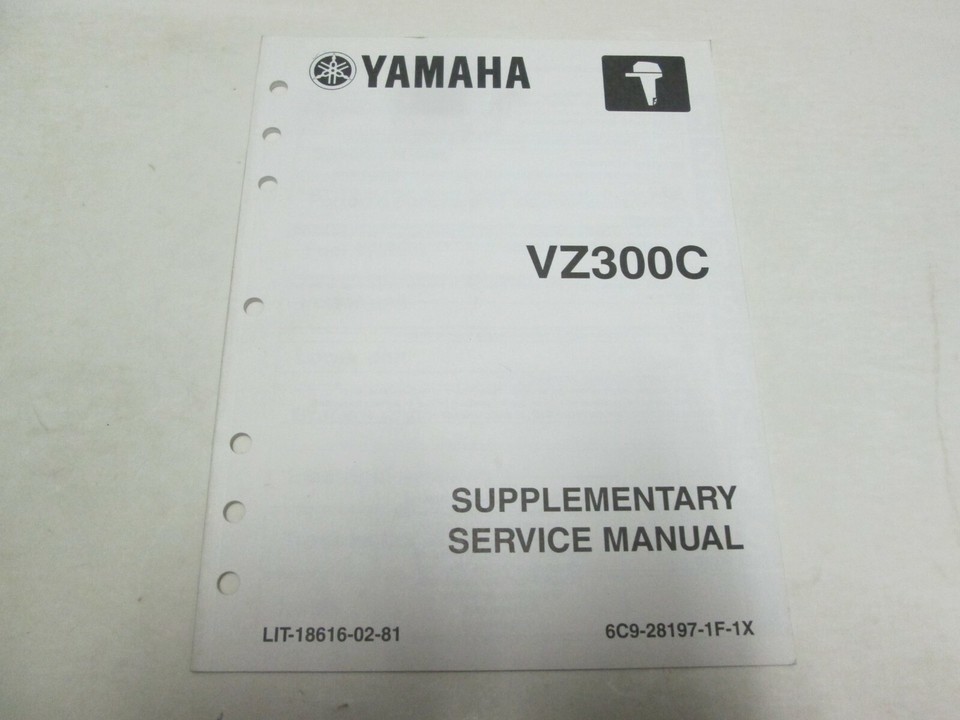 YAMAHA
VZ300C
SUPPLEMENTARY
SERVICE MANUAL
LIT-18616-02-81
6C9-28197-1F-1X